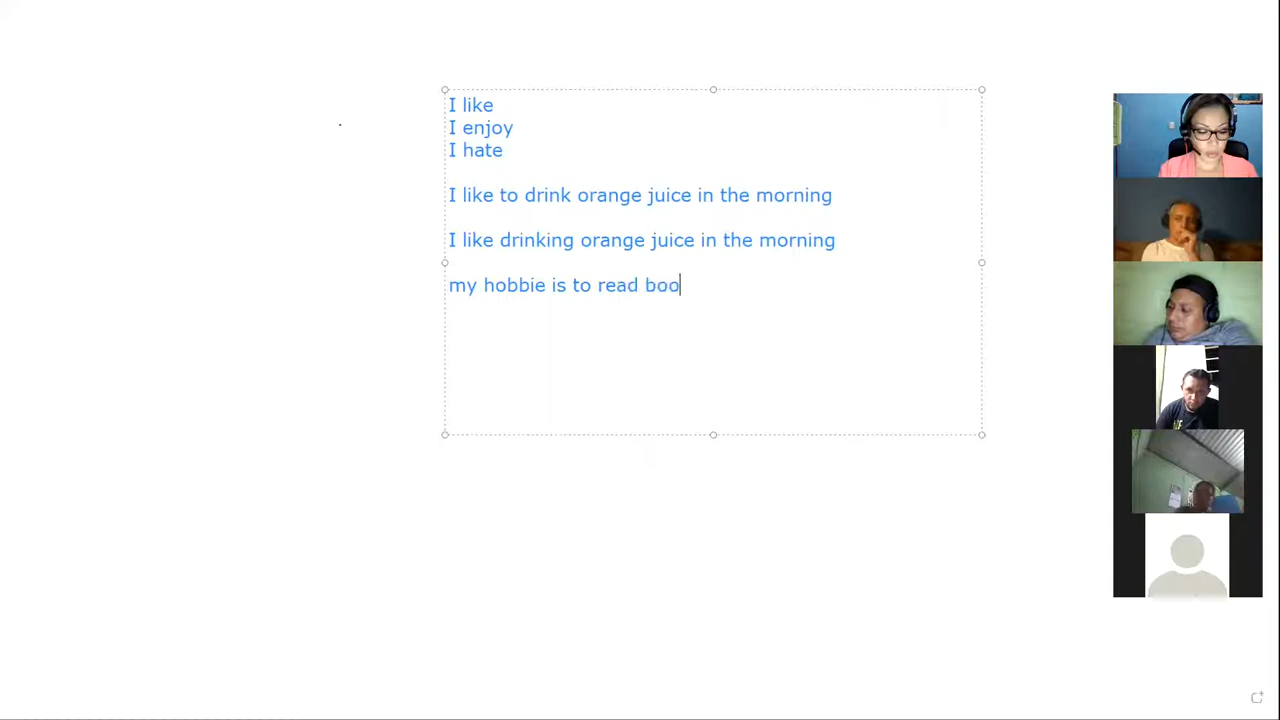 I like
I enjoy
I hate
I like to drink orange juice in the morning
I like drinking orange juice in the morning
my hobbie is to read boo